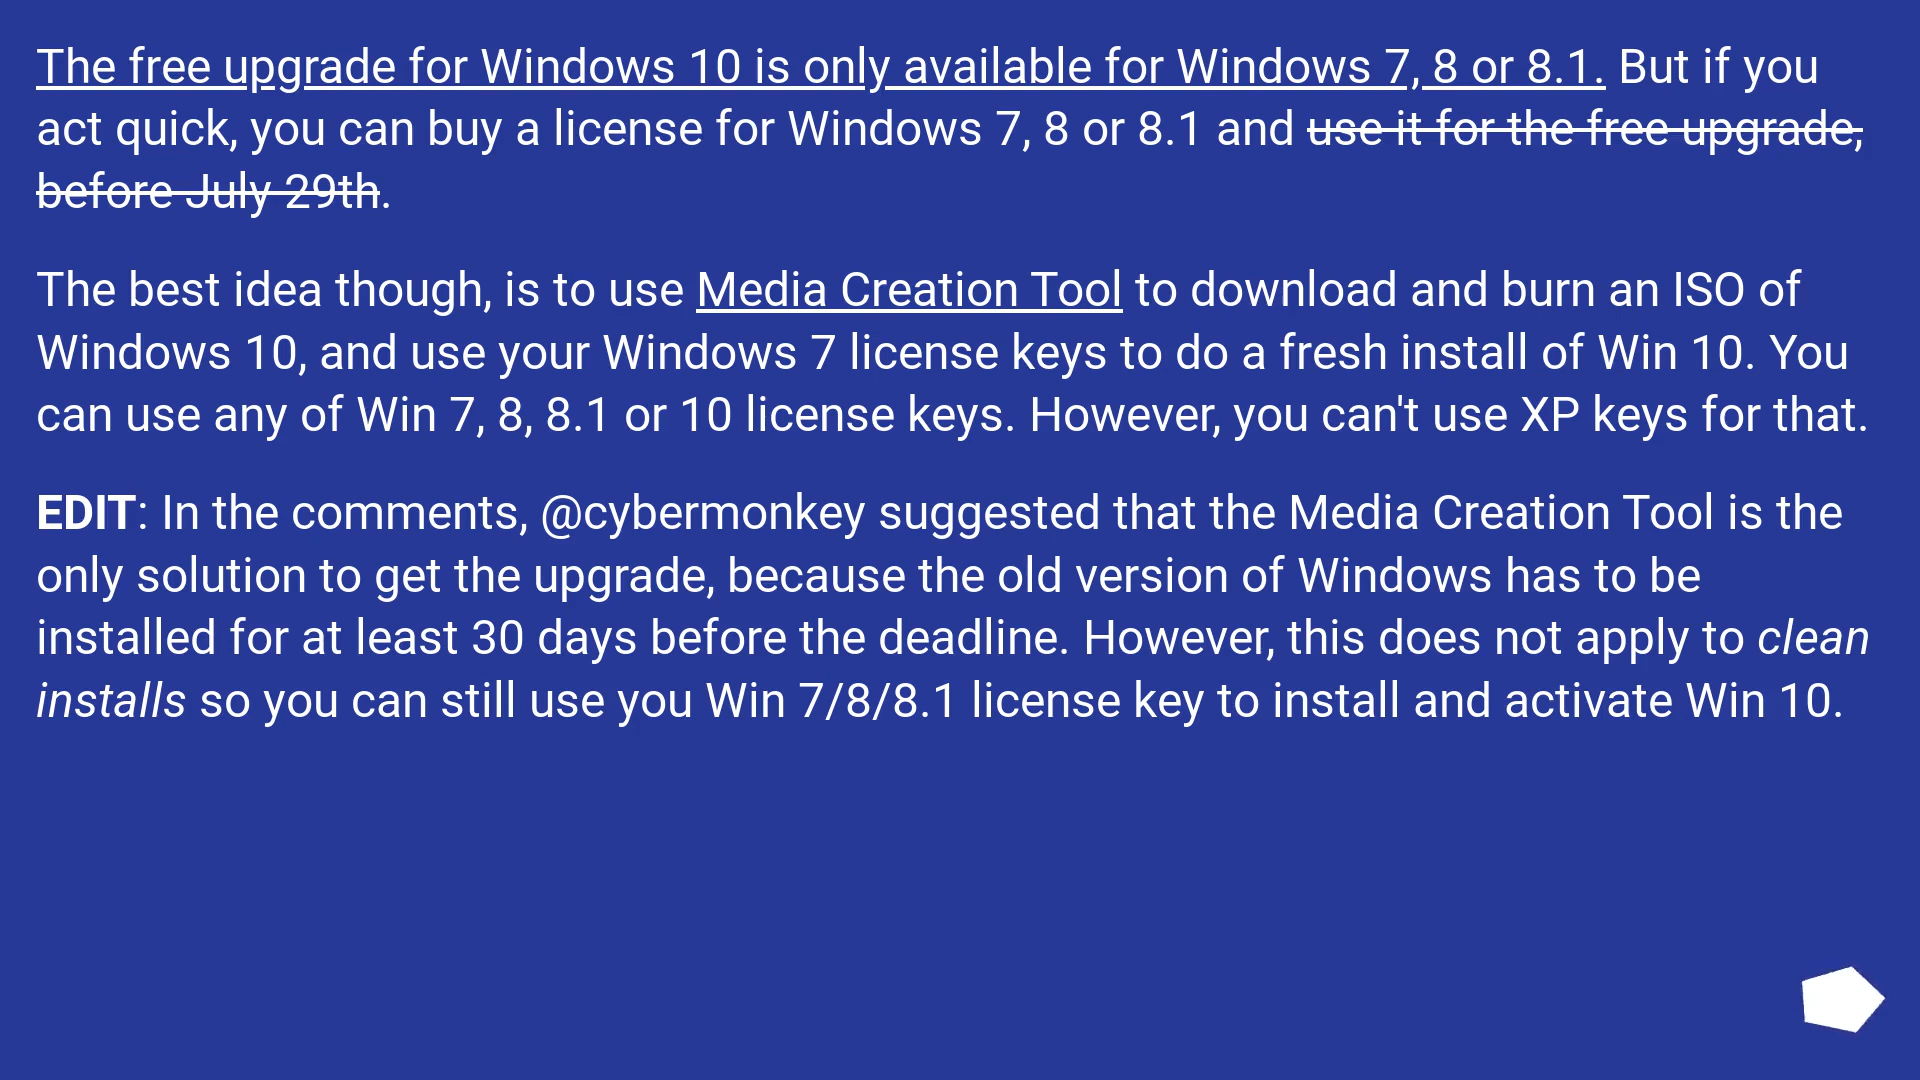 The free upgrade for Windows 10 is only available for Windows 7, 8 or 8.1. But if you
act quick, you can buy a license for Windows 7, 8 or 8.1 and use it for the free upgrade,
before July 29th.
The best idea though, is to use Media Creation Tool to download and burn an ISO of
Windows 10, and use your Windows 7 license keys to do a fresh install of Win 10. You
can use any of Win 7, 8, 8.1 or 10 license keys. However, you can't use XP keys for that.
EDIT: In the comments, @cybermonkey suggested that the Media Creation Tool is the
only solution to get the upgrade, because the old version of Windows has to be
installed for at least 30 days before the deadline. However, this does not apply to clean
installs so you can still use you Win 7/8/8.1 license key to install and activate Win 10.